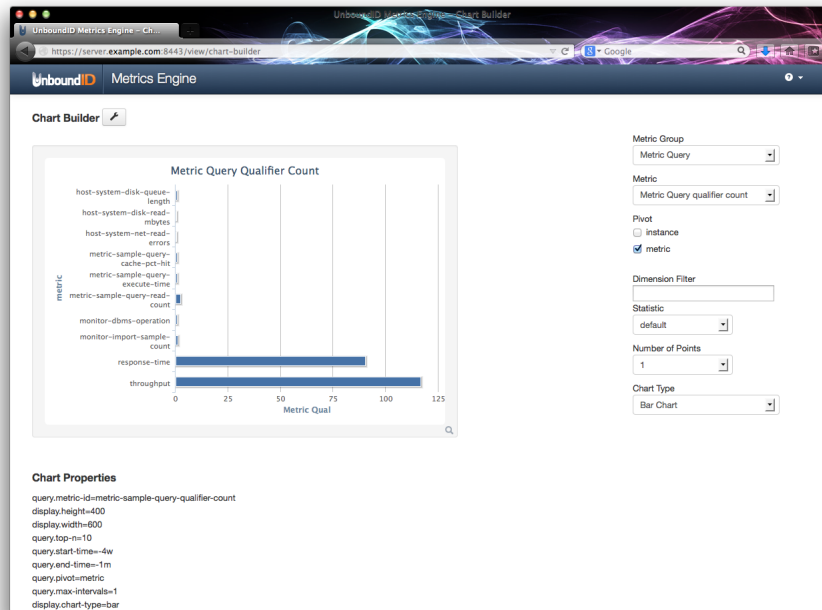 UnboundID Metrics Engine – Chart Builder
UnboundID Metrics Engine – Ch...
https://server.example.com:8443/view/chart-builder
Google
UnboundID Metrics Engine
Chart Builder
Metric Query Qualifier Count
host-system-disk-queue-
length
host-system-disk-read-
mbytes
host-system-net-read-
errors
metric-sample-query-
cache-pct-hit
metric-sample-query-
execute-time
metric-sample-query-read-
count
monitor-dbms-operation
monitor-import-sample-
count
response-time
throughput
metric
0 25 50 75 100 125
Metric Qual
Metric Group
Metric Query
Metric
Metric Query qualifier count
Pivot
instance
metric
Dimension Filter
Statistic
default
Number of Points
1
Chart Type
Bar Chart
Chart Properties
query.metric-id=metric-sample-query-qualifier-count
display.height=400
display.width=600
query.top-n=10
query.start-time=-4w
query.end-time=-1m
query.pivot=metric
query.max-intervals=1
display.chart-type=bar